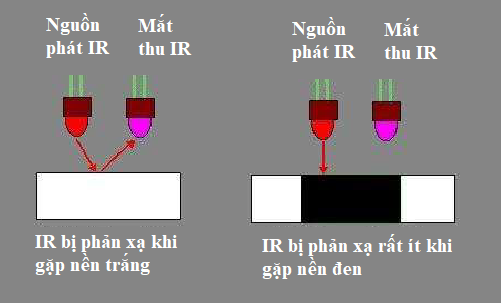 Nguồn
phát IR
Mắt
thu IR
Nguồn
phát IR
Mắt
thu IR
IR bị phản xạ khi
gặp nền trắng
IR bị phản xạ rất ít khi
gặp nền đen